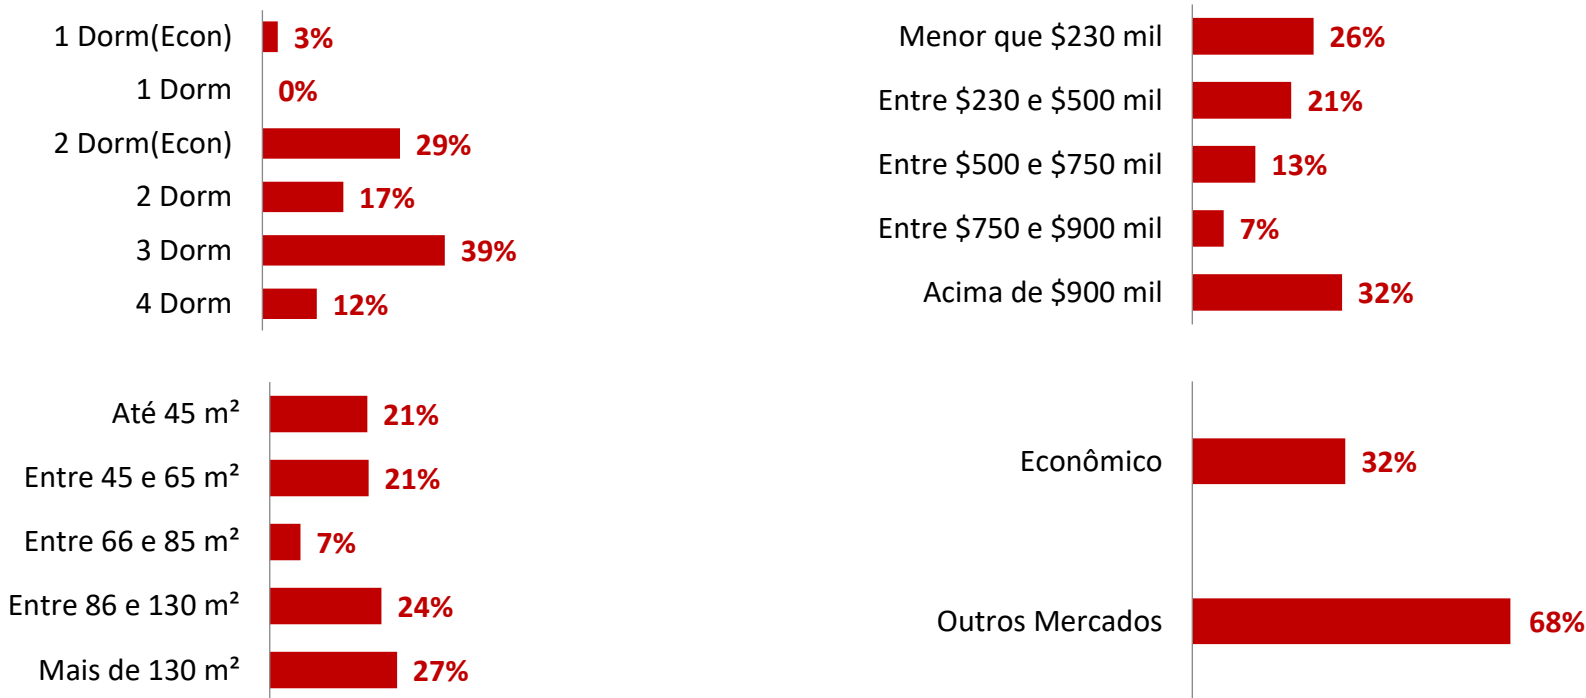 1 Dorm(Econ) 3%
1 Dorm 0%
2 Dorm(Econ) 29%
2 Dorm 17%
3 Dorm 39%
4 Dorm 12%
Menor que $230 mil 26%
Entre $230 e $500 mil 21%
Entre $500 e $750 mil 13%
Entre $750 e $900 mil 7%
Acima de $900 mil 32%
Até 45 m² 21%
Entre 45 e 65 m² 21%
Entre 66 e 85 m² 7%
Entre 86 e 130 m² 24%
Mais de 130 m² 27%
Econômico 32%
Outros Mercados 68%